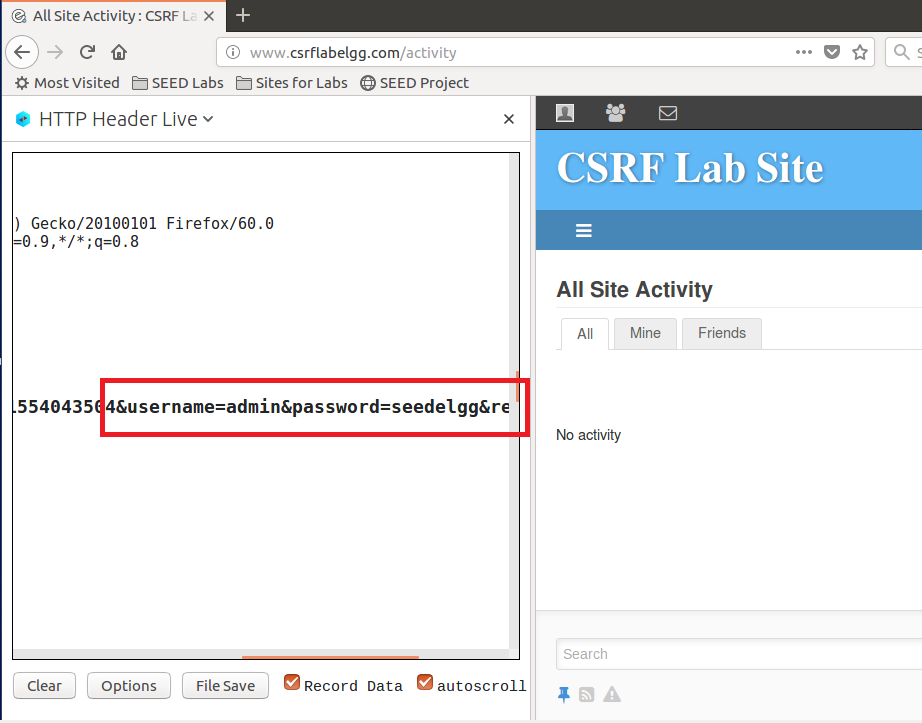 All Site Activity : CSRF La
www.csrflabelgg.com/activity
Most Visited SEED Labs Sites for Labs SEED Project
HTTP Header Live
) Gecko/20100101 Firefox/60.0
=0.9,*/*;q=0.8
1554043504&username=admin&password=seedelgg&re
Clear Options File Save Record Data autoscroll
CSRF Lab Site
All Site Activity
All Mine Friends
No activity
Search